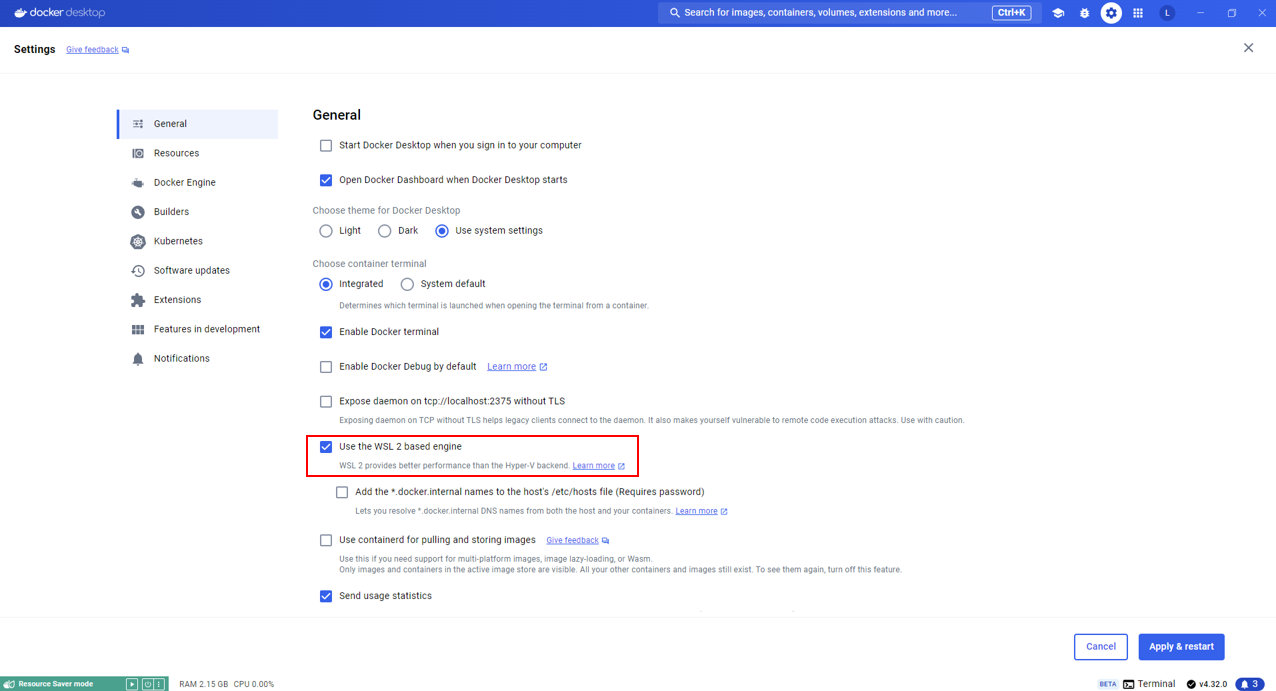 docker desktop
Search for images, containers, volumes, extensions and more...
Ctrl+K
L
Settings
Give feedback
General
Resources
Docker Engine
Builders
Kubernetes
Software updates
Extensions
Features in development
Notifications
General
Start Docker Desktop when you sign in to your computer
Open Docker Dashboard when Docker Desktop starts
Choose theme for Docker Desktop
Light Dark Use system settings
Choose container terminal
Integrated System default
Determines which terminal is launched when opening the terminal from a container.
Enable Docker terminal
Enable Docker Debug by default Learn more
Expose daemon on tcp://localhost:2375 without TLS
Exposing daemon on TCP without TLS helps legacy clients connect to the daemon. It also makes yourself vulnerable to remote code execution attacks. Use with caution.
Use the WSL 2 based engine
WSL 2 provides better performance than the Hyper-V backend. Learn more
Add the *.docker.internal names to the host's /etc/hosts file (Requires password)
Lets you resolve *.docker.internal DNS names from both the host and your containers. Learn more
Use containerd for pulling and storing images Give feedback
Use this if you need support for multi-platform images, image lazy-loading, or Wasm.
Only images and containers in the active image store are visible. All your other containers and images still exist. To see them again, turn off this feature.
Send usage statistics
Cancel
Apply & restart
Resource Saver mode
RAM 2.15 GB CPU 0.00%
BETA Terminal
v4.32.0
3